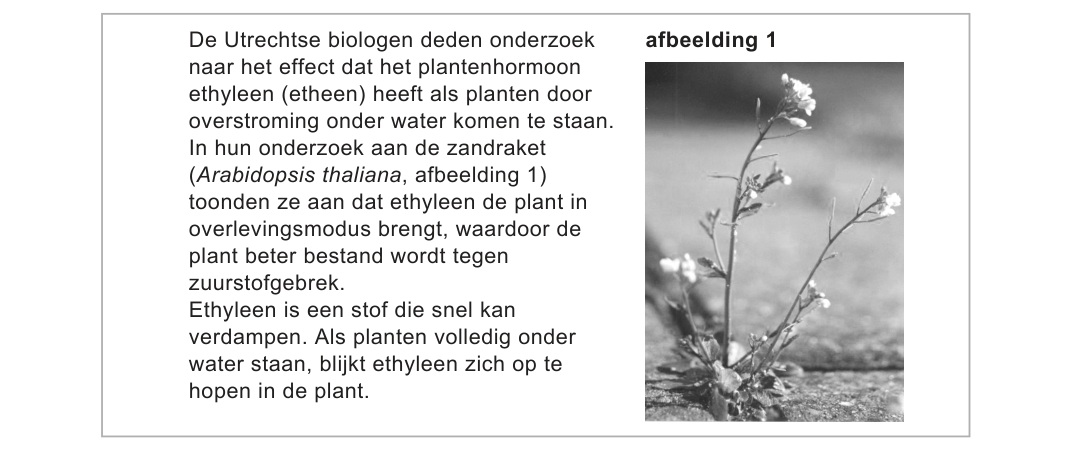 De Utrechtse biologen deden onderzoek
naar het effect dat het plantenhormoon
ethyleen (etheen) heeft als planten door
overstroming onder water komen te staan.
In hun onderzoek aan de zandraket
(Arabidopsis thaliana, afbeelding 1)
toonden ze aan dat ethyleen de plant in
overlevingsmodus brengt, waardoor de
plant beter bestand wordt tegen
zuurstofgebrek.
Ethyleen is een stof die snel kan
verdampen. Als planten volledig onder
water staan, blijkt ethyleen zich op te
hopen in de plant.
afbeelding 1